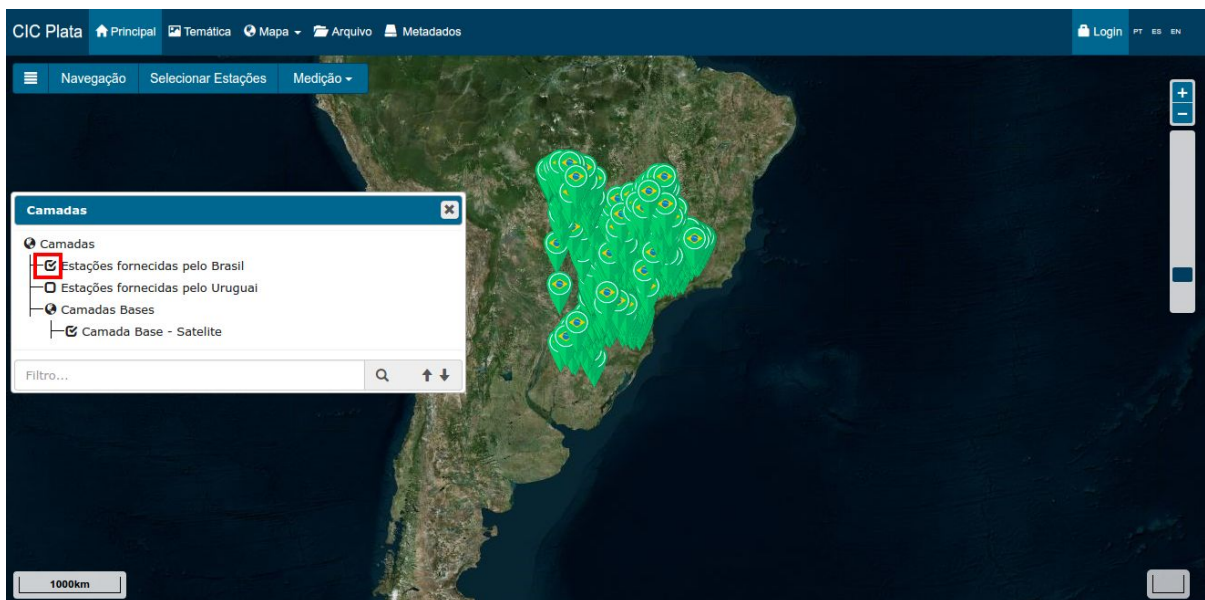 CIC Plata Principal Temática Mapa Arquivo Metadados Login PT ES EN
Navegação Selecionar Estações Medição
+
−
Camadas
Camadas
Estações fornecidas pelo Brasil
Estações fornecidas pelo Uruguai
Camadas Bases
Camada Base - Satelite
Filtro...
1000km